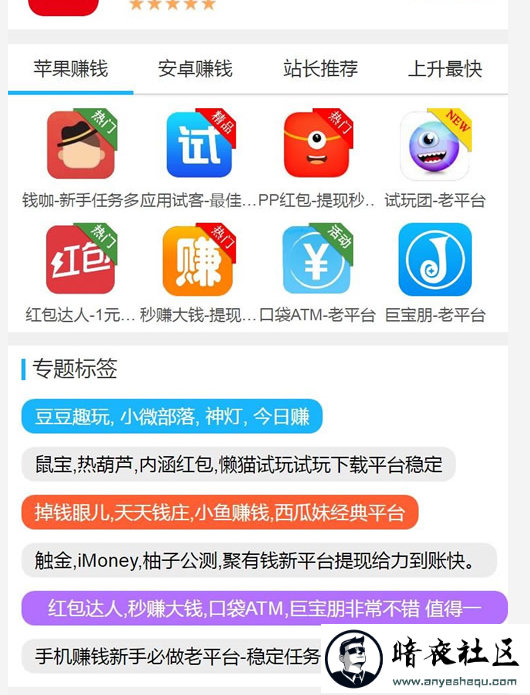 苹果赚钱 安卓赚钱 站长推荐 上升最快
热门 精品 热门 NEW
试
钱咖-新手任务多 应用试客-最佳... PP红包-提现秒.. 试玩团-老平台
热门 热门 活动
红包 赚 ¥
红包达人-1元... 秒赚大钱-提现... 口袋ATM-老平台 巨宝朋-老平台
专题标签
豆豆趣玩, 小微部落, 神灯, 今日赚
鼠宝,热葫芦,内涵红包,懒猫试玩试玩下载平台稳定
掉钱眼儿,天天钱庄,小鱼赚钱,西瓜妹经典平台
触金,iMoney,柚子公测,聚有钱新平台提现给力到账快。
红包达人,秒赚大钱,口袋ATM,巨宝朋非常不错 值得一
手机赚钱新手必做老平台-稳定任务
暗夜社区
www.anyeshequ.com